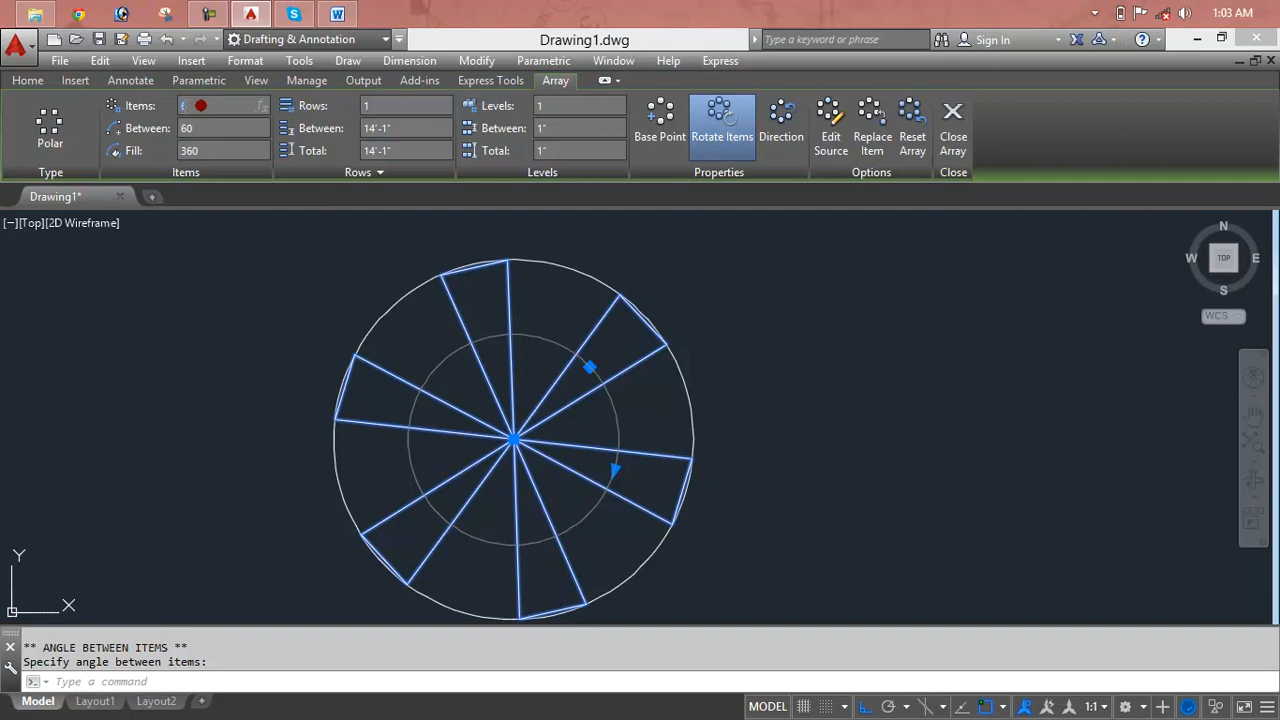 1:03 AM
Drafting & Annotation
Drawing1.dwg
Type a keyword or phrase
Sign In
File Edit View Insert Format Tools Draw Dimension Modify Parametric Window Help Express
Home Insert Annotate Parametric View Manage Output Add-ins Express Tools Array
Items: 6 Rows: 1 Levels: 1
Between: 60 Between: 14'-1" Between: 1"
Fill: 360 Total: 14'-1" Total: 1"
Polar
Base Point Rotate Items Direction
Edit Source
Replace Item
Reset Array
Close Array
Type Items Rows Levels Properties Options Close
Drawing1*
[−][Top][2D Wireframe]
N
W TOP E
S
WCS
Y
X
** ANGLE BETWEEN ITEMS **
Specify angle between items:
Type a command
Model Layout1 Layout2
MODEL
1:1